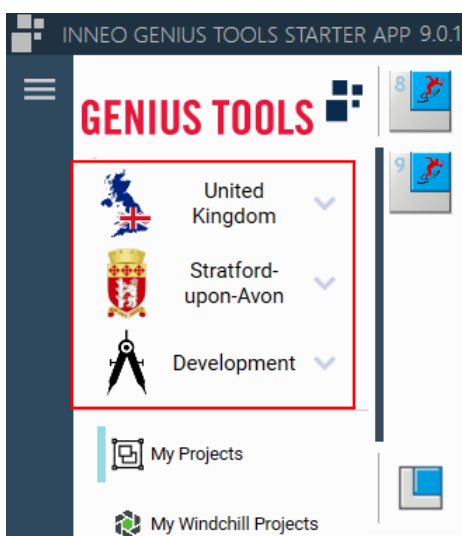 INNEO GENIUS TOOLS STARTER APP 9.0.1
GENIUS TOOLS
8
9
United
Kingdom
Stratford-
upon-Avon
Development
My Projects
My Windchill Projects